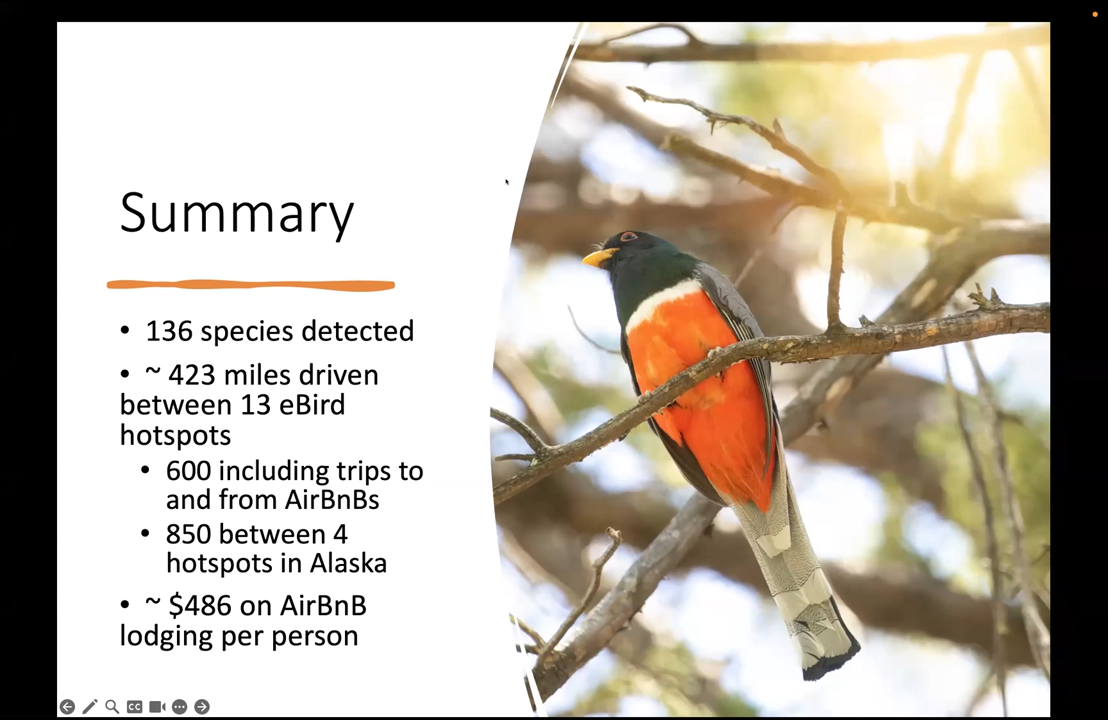 Summary
• 136 species detected
• ~ 423 miles driven
between 13 eBird
hotspots
• 600 including trips to
and from AirBnBs
• 850 between 4
hotspots in Alaska
• ~ $486 on AirBnB
lodging per person
CC